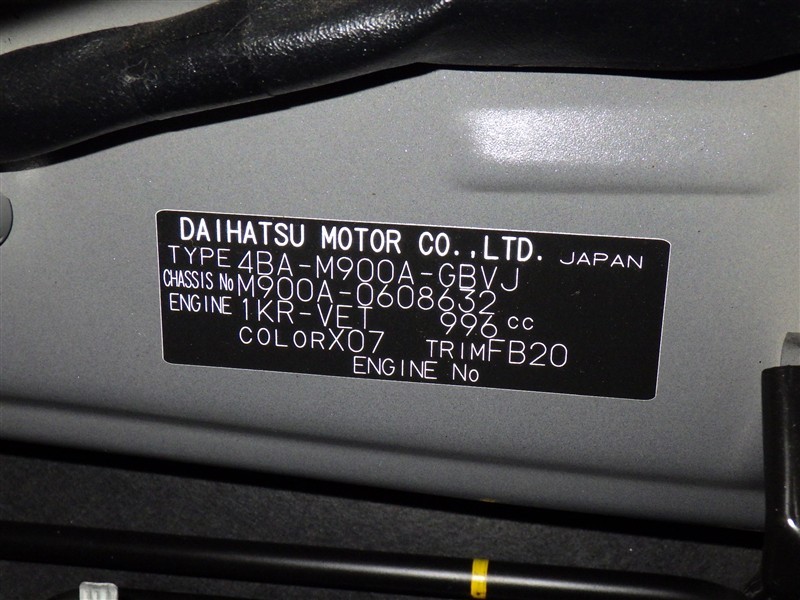 DAIHATSU MOTOR CO.,LTD. JAPAN
TYPE 4BA-M900A-GBVJ
CHASSIS No M900A-0608632
ENGINE 1KR-VET 996 cc
COLOR X07 TRIM FB20
ENGINE No